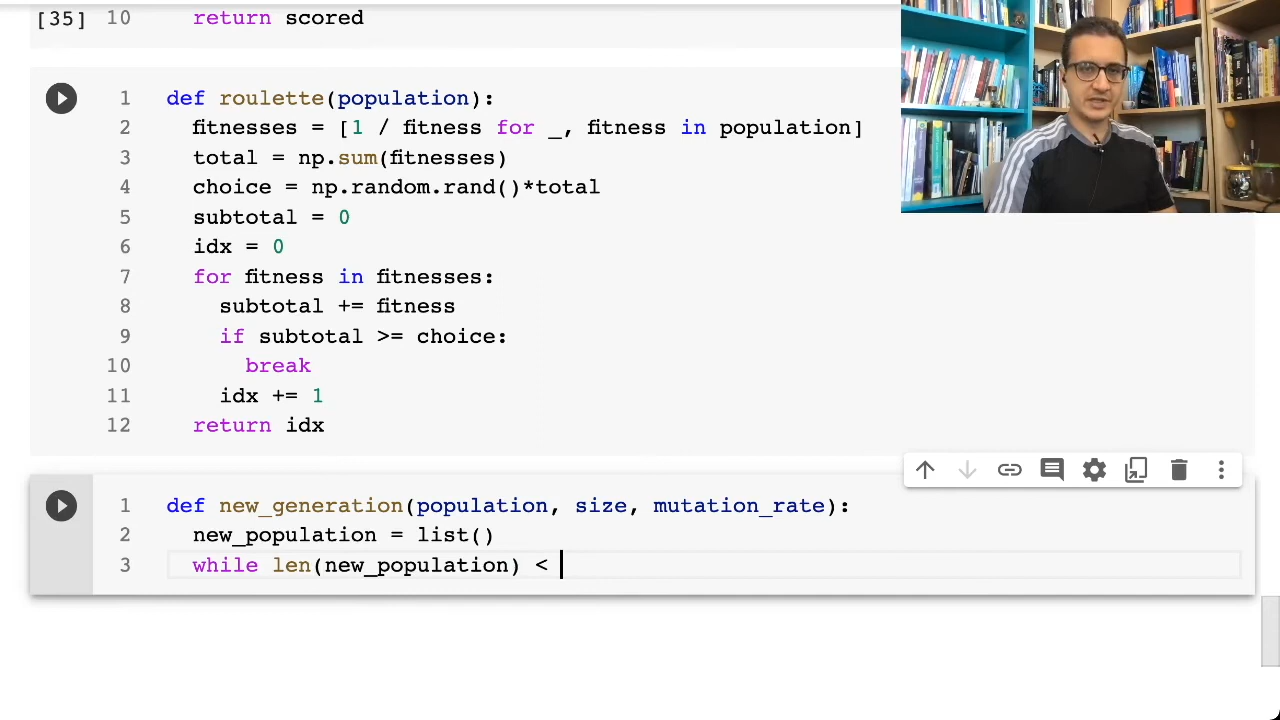 [35] 10 return scored
1 def roulette(population):
2 fitnesses = [1 / fitness for _, fitness in population]
3 total = np.sum(fitnesses)
4 choice = np.random.rand()*total
5 subtotal = 0
6 idx = 0
7 for fitness in fitnesses:
8 subtotal += fitness
9 if subtotal >= choice:
10 break
11 idx += 1
12 return idx
1 def new_generation(population, size, mutation_rate):
2 new_population = list()
3 while len(new_population) <